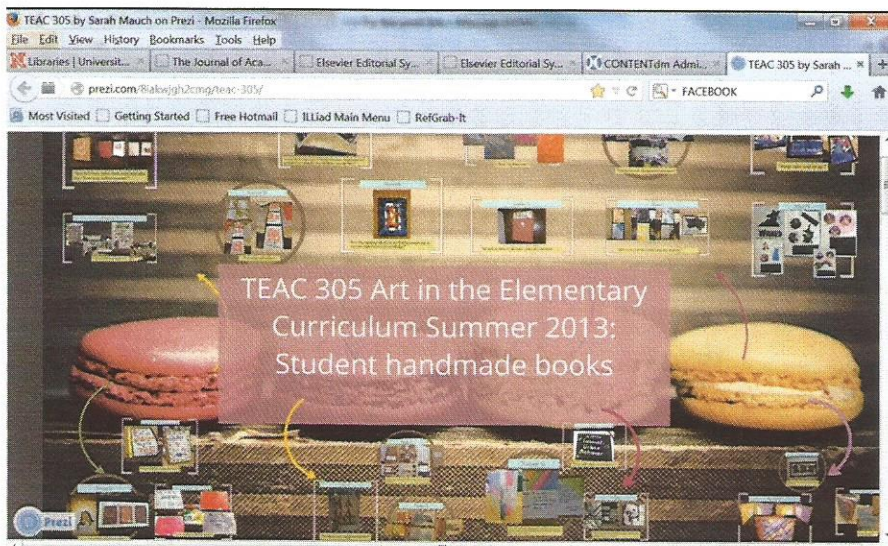 TEAC 305 by Sarah Mauch on Prezi - Mozilla Firefox
File Edit View History Bookmarks Tools Help
Libraries | Universit... The Journal of Aca... Elsevier Editorial Sy... Elsevier Editorial Sy... CONTENTdm Admi... TEAC 305 by Sarah ...
prezi.com/8iakwjgh2cmg/teac-305/ FACEBOOK
Most Visited Getting Started Free Hotmail ILLiad Main Menu RefGrab-It
TEAC 305 Art in the Elementary
Curriculum Summer 2013:
Student handmade books
Prezi